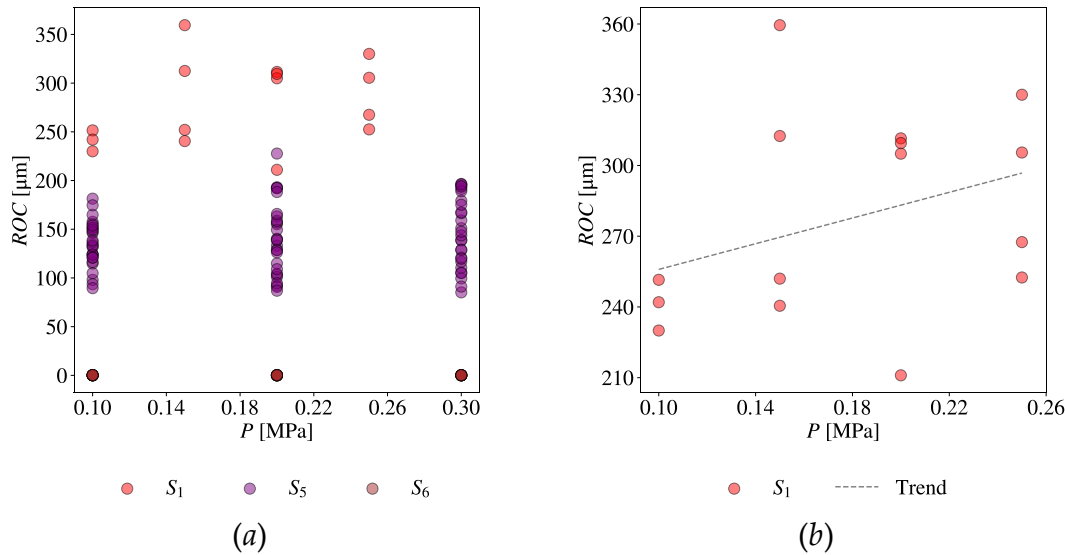 350
300
250
200
150
100
50
0
ROC [μm]
0.10 0.14 0.18 0.22 0.26 0.30
P [MPa]
S1 S5 S6
(a)
360
330
300
270
240
210
ROC [μm]
0.10 0.14 0.18 0.22 0.26
P [MPa]
S1 Trend
(b)